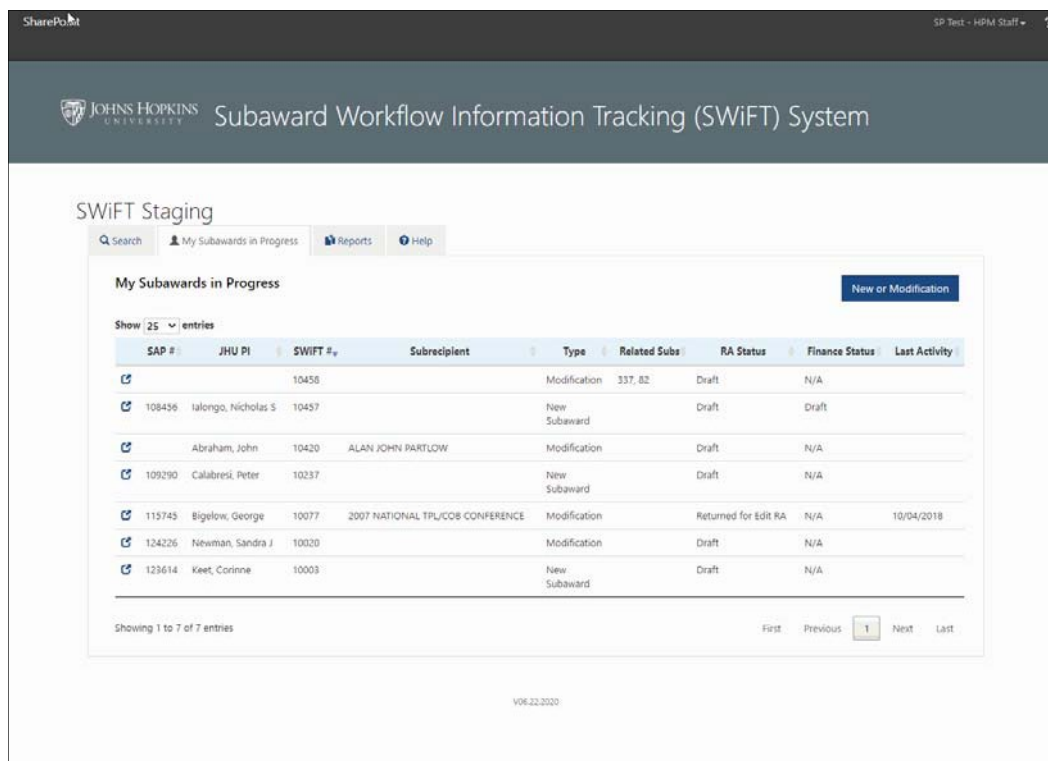 SharePoint SP Test - HPM Staff ?
JOHNS HOPKINS
UNIVERSITY
Subaward Workflow Information Tracking (SWiFT) System
SWiFT Staging
Search My Subawards in Progress Reports Help
My Subawards in Progress
New or Modification
Show 25 entries
SAP # JHU PI SWiFT # Subrecipient Type Related Subs RA Status Finance Status Last Activity
10458 Modification 337, 82 Draft N/A
108456 Ialongo, Nicholas S 10457 New Subaward Draft Draft
Abraham, John 10420 ALAN JOHN PARTLOW Modification Draft N/A
109290 Calabresi, Peter 10237 New Subaward Draft N/A
115745 Bigelow, George 10077 2007 NATIONAL TPL/COB CONFERENCE Modification Returned for Edit RA N/A 10/04/2018
124226 Newman, Sandra J 10020 Modification Draft N/A
123614 Keet, Corinne 10003 New Subaward Draft N/A
Showing 1 to 7 of 7 entries
First Previous 1 Next Last
V06.22.2020